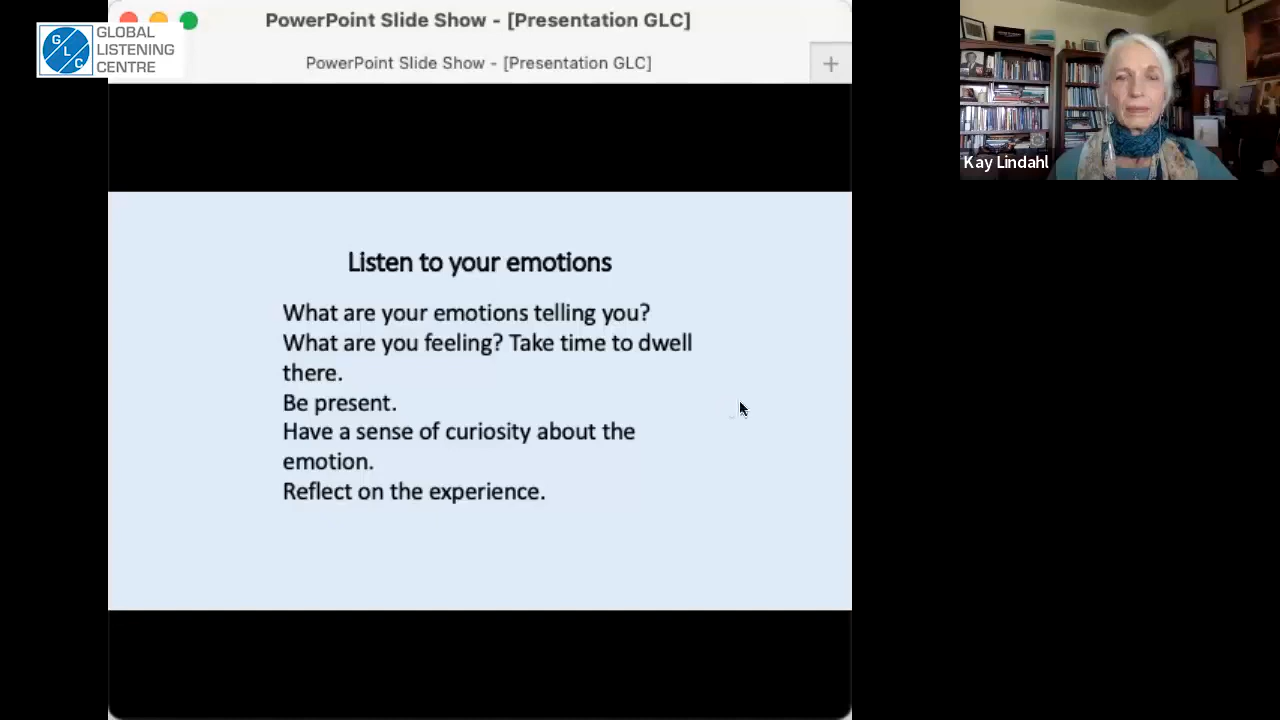 PowerPoint Slide Show - [Presentation GLC]
GLC
GLOBAL
LISTENING
CENTRE
PowerPoint Slide Show - [Presentation GLC]
Kay Lindahl
Listen to your emotions
What are your emotions telling you?
What are you feeling? Take time to dwell
there.
Be present.
Have a sense of curiosity about the
emotion.
Reflect on the experience.